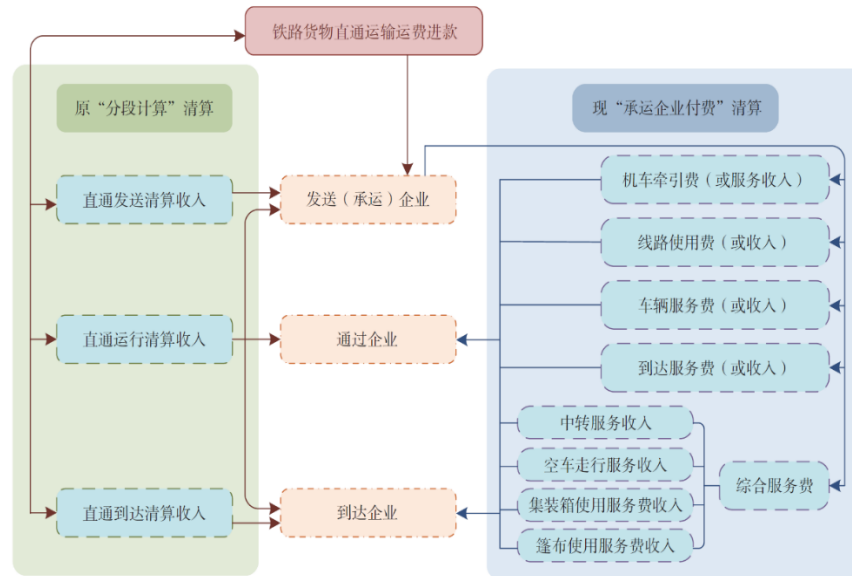 铁路货物直通运输运费进款
原“分段计算”清算
现“承运企业付费”清算
直通发送清算收入
发送（承运）企业
机车牵引费（或服务收入）
线路使用费（或收入）
车辆服务费（或收入）
直通运行清算收入
通过企业
到达服务费（或收入）
中转服务收入
空车走行服务收入
综合服务费
直通到达清算收入
到达企业
集装箱使用服务费收入
篷布使用服务费收入